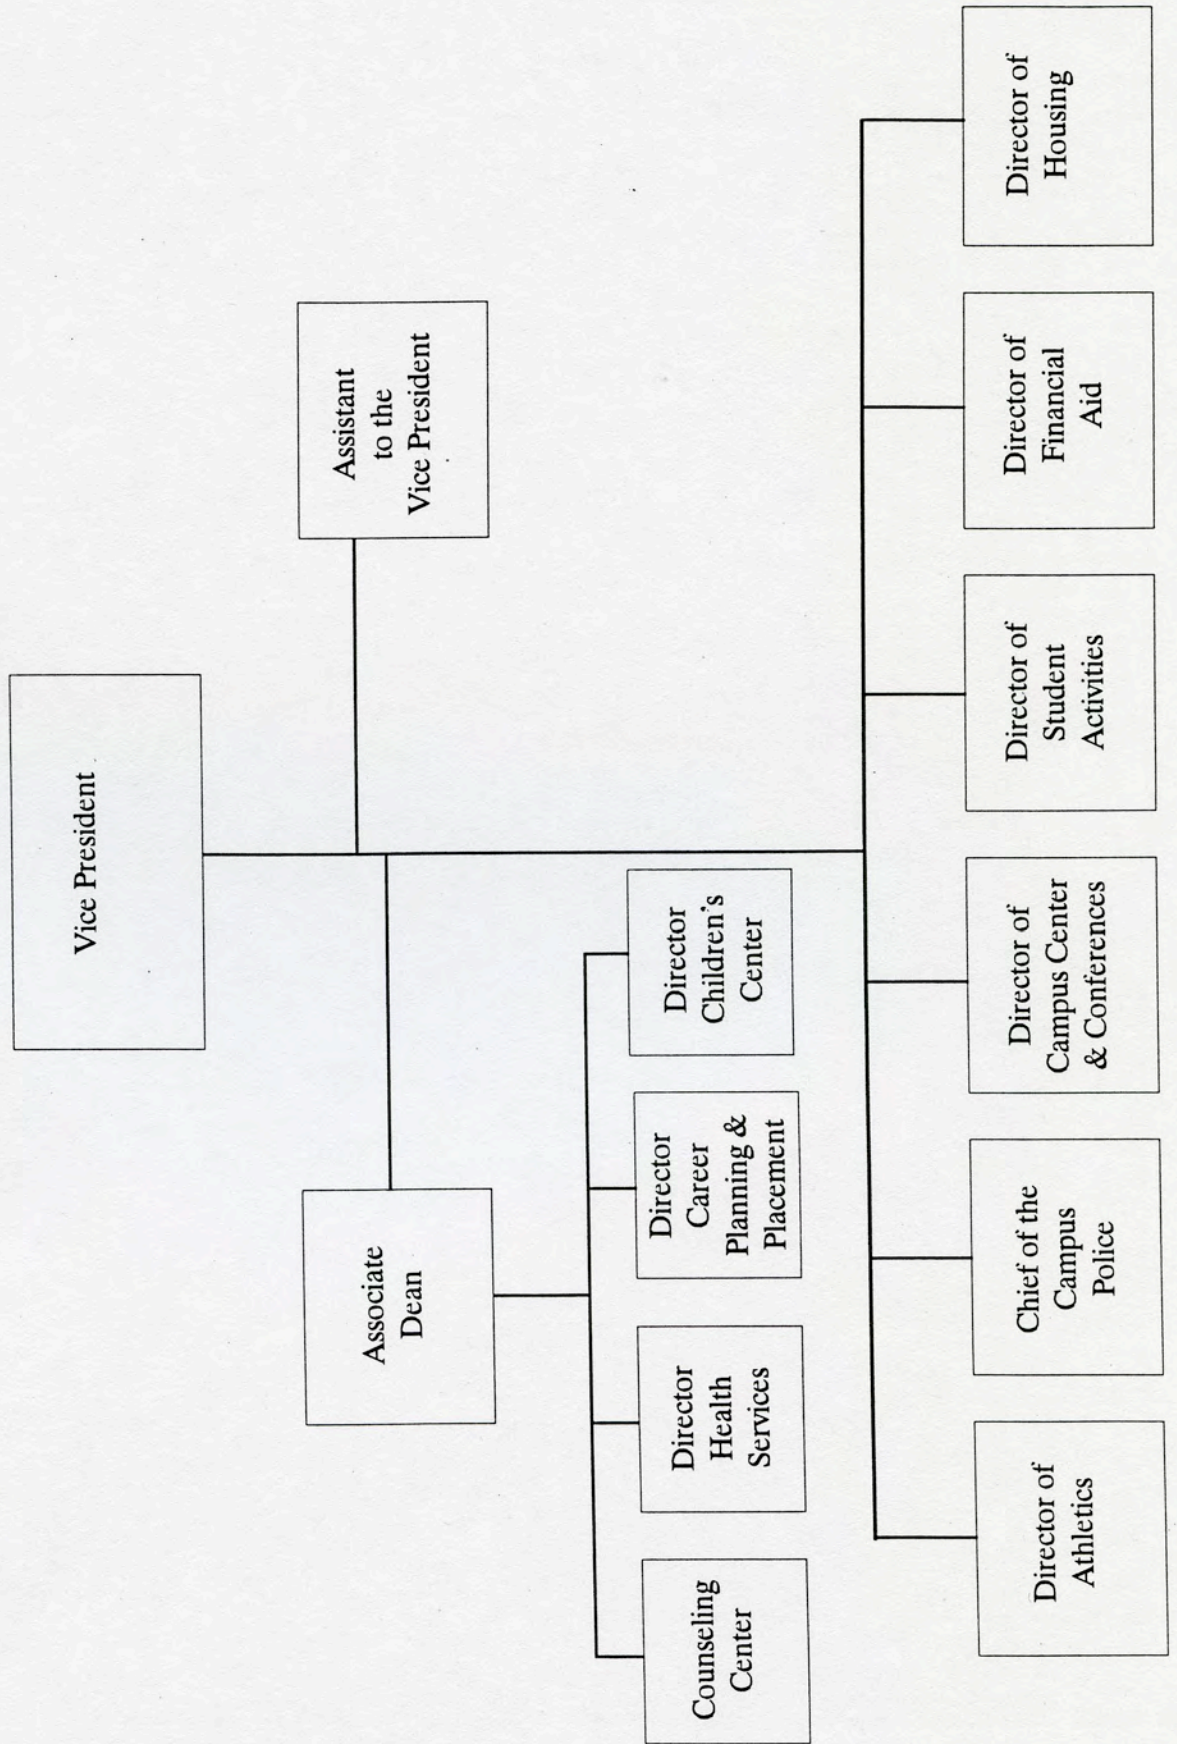 Vice President
Assistant
to the
Vice President
Associate
Dean
Counseling
Center
Director
Health
Services
Director
Career
Planning &
Placement
Director
Children's
Center
Director of
Athletics
Chief of the
Campus
Police
Director of
Campus Center
& Conferences
Director of
Student
Activities
Director of
Financial
Aid
Director of
Housing